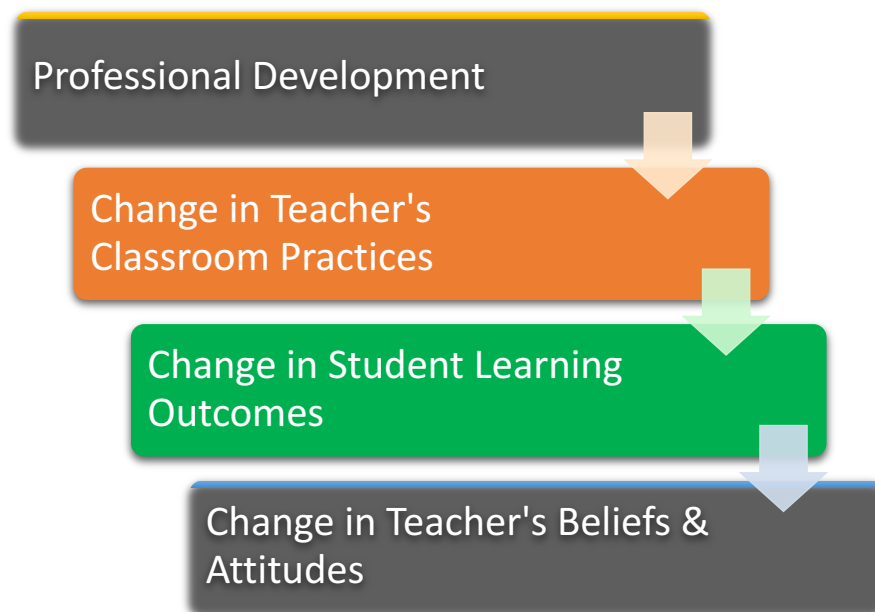 Professional Development
Change in Teacher's
Classroom Practices
Change in Student Learning
Outcomes
Change in Teacher's Beliefs &
Attitudes